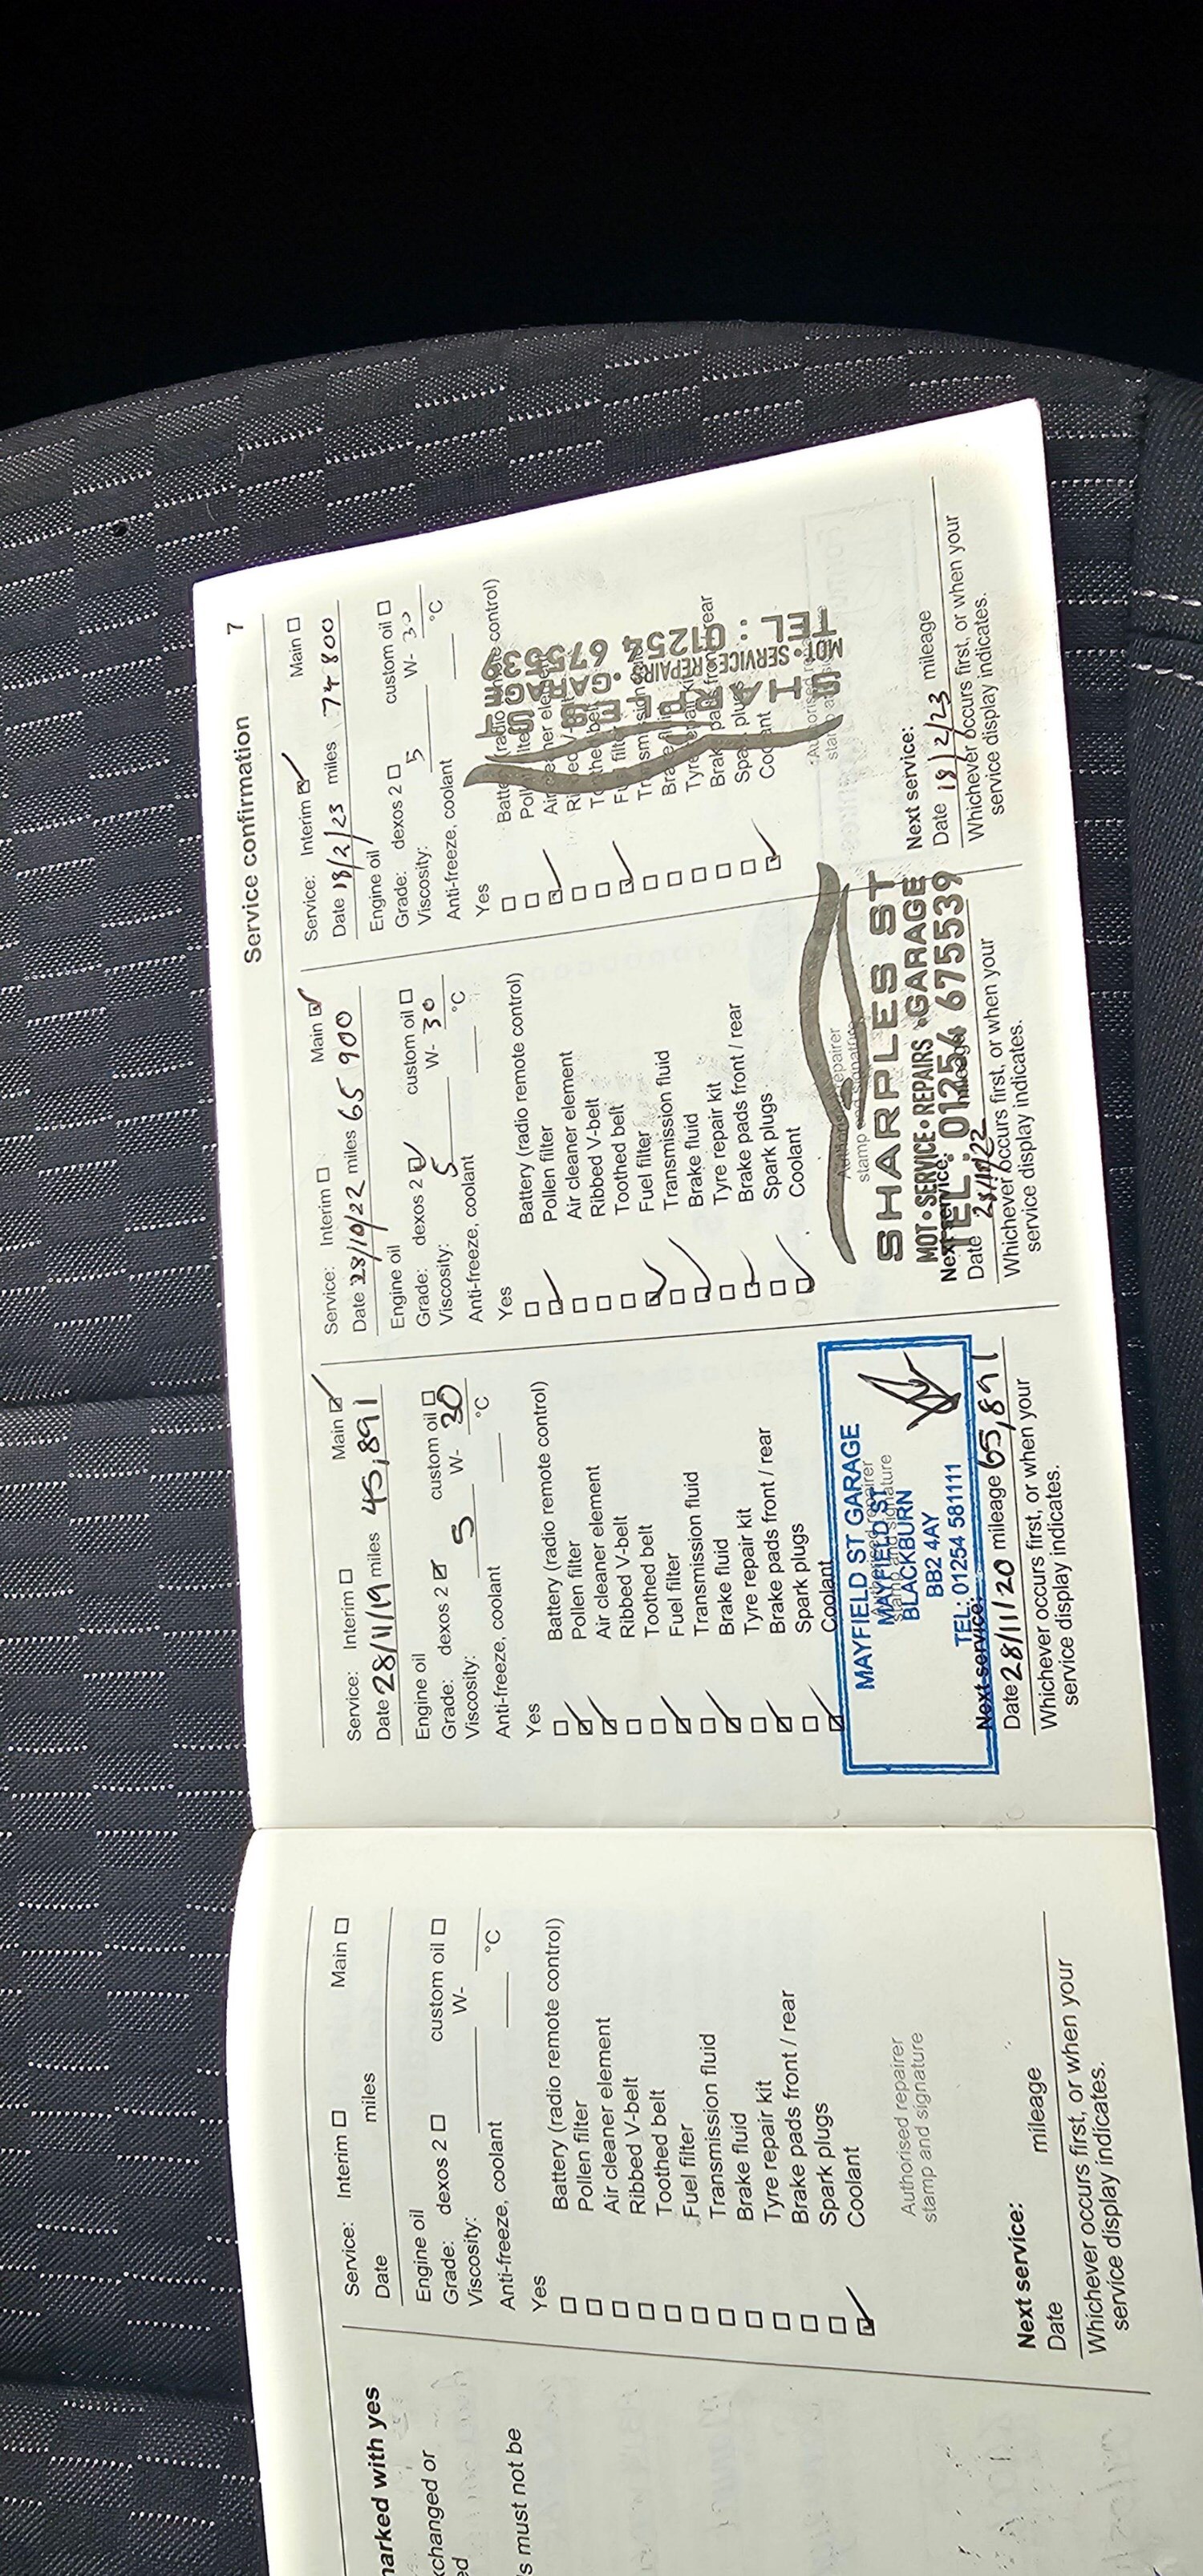 marked with yes
xchanged or
ed
s must not be
Service: Interim Main
Date miles
Engine oil
Grade: dexos 2 custom oil
Viscosity: W-
Anti-freeze, coolant °C
Yes
Battery (radio remote control)
Pollen filter
Air cleaner element
Ribbed V-belt
Toothed belt
Fuel filter
Transmission fluid
Brake fluid
Tyre repair kit
Brake pads front / rear
Spark plugs
Coolant
Authorised repairer
stamp and signature
Next service:
Date mileage
Whichever occurs first, or when your
service display indicates.
Service confirmation 7
Service: Interim Main
Date 28/11/19 miles 45,891
Engine oil
Grade: dexos 2 custom oil
Viscosity: 5 W- 30
Anti-freeze, coolant °C
Yes
Battery (radio remote control)
Pollen filter
Air cleaner element
Ribbed V-belt
Toothed belt
Fuel filter
Transmission fluid
Brake fluid
Tyre repair kit
Brake pads front / rear
Spark plugs
Coolant
MAYFIELD ST GARAGE
MAYFIELD ST
BLACKBURN
BB2 4AY
TEL: 01254 581111
Next service:
Date 28/11/20 mileage 65,891
Whichever occurs first, or when your
service display indicates.
Service: Interim Main
Date 28/10/22 miles 65 900
Engine oil
Grade: dexos 2 custom oil
Viscosity: 5 W- 30
Anti-freeze, coolant °C
Yes
Battery (radio remote control)
Pollen filter
Air cleaner element
Ribbed V-belt
Toothed belt
Fuel filter
Transmission fluid
Brake fluid
Tyre repair kit
Brake pads front / rear
Spark plugs
Coolant
repairer
stamp and signature
SHARPLES ST
MOT•SERVICE•REPAIRS•GARAGE
TEL: 01254 675539
Next service:
Date
Whichever occurs first, or when your
service display indicates.
Service: Interim Main
Date 18/2/23 miles 74800
Engine oil
Grade: dexos 2 custom oil
Viscosity: 5 W- 30
Anti-freeze, coolant °C
Yes
SHARPLES ST
MOT•SERVICE•REPAIRS•GARAGE
TEL: 01254 675539
Coolant
Next service:
Date 18/2/23 mileage
Whichever occurs first, or when your
service display indicates.